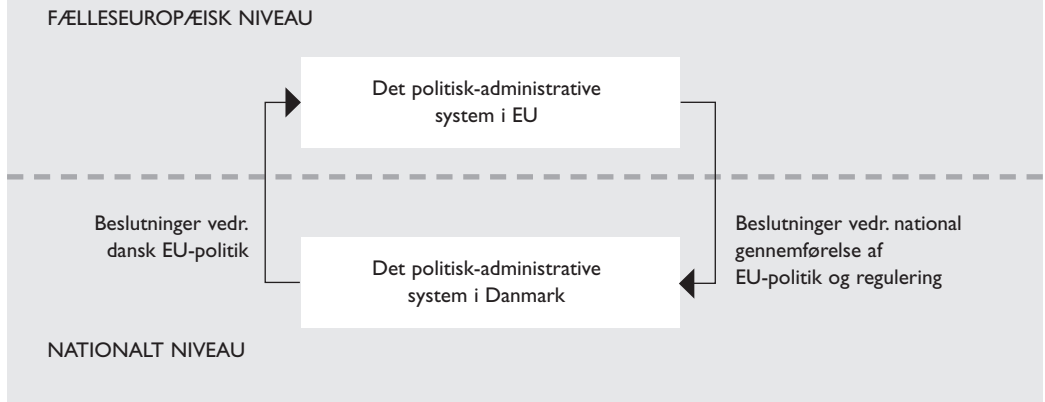 FÆLLESEUROPÆISK NIVEAU
Det politisk-administrative
system i EU
Beslutninger vedr.
dansk EU-politik
Beslutninger vedr. national
gennemførelse af
EU-politik og regulering
Det politisk-administrative
system i Danmark
NATIONALT NIVEAU